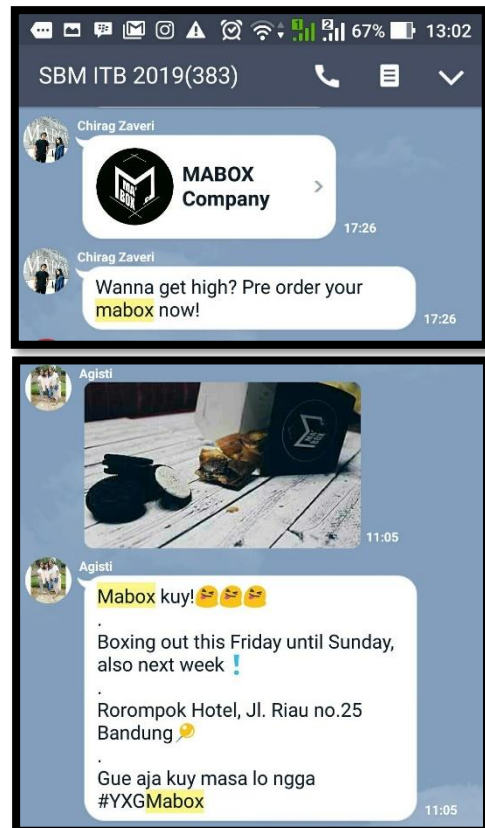 67% 13:02
SBM ITB 2019(383)
Chirag Zaveri
MA
BOX
MABOX
Company
17:26
Chirag Zaveri
Wanna get high? Pre order your
mabox now!
17:26
Agisti
11:05
Agisti
Mabox kuy!😝😝😝
.
Boxing out this Friday until Sunday,
also next week❗
.
Rorompok Hotel, Jl. Riau no.25
Bandung
.
Gue aja kuy masa lo ngga
#YXGMabox
11:05